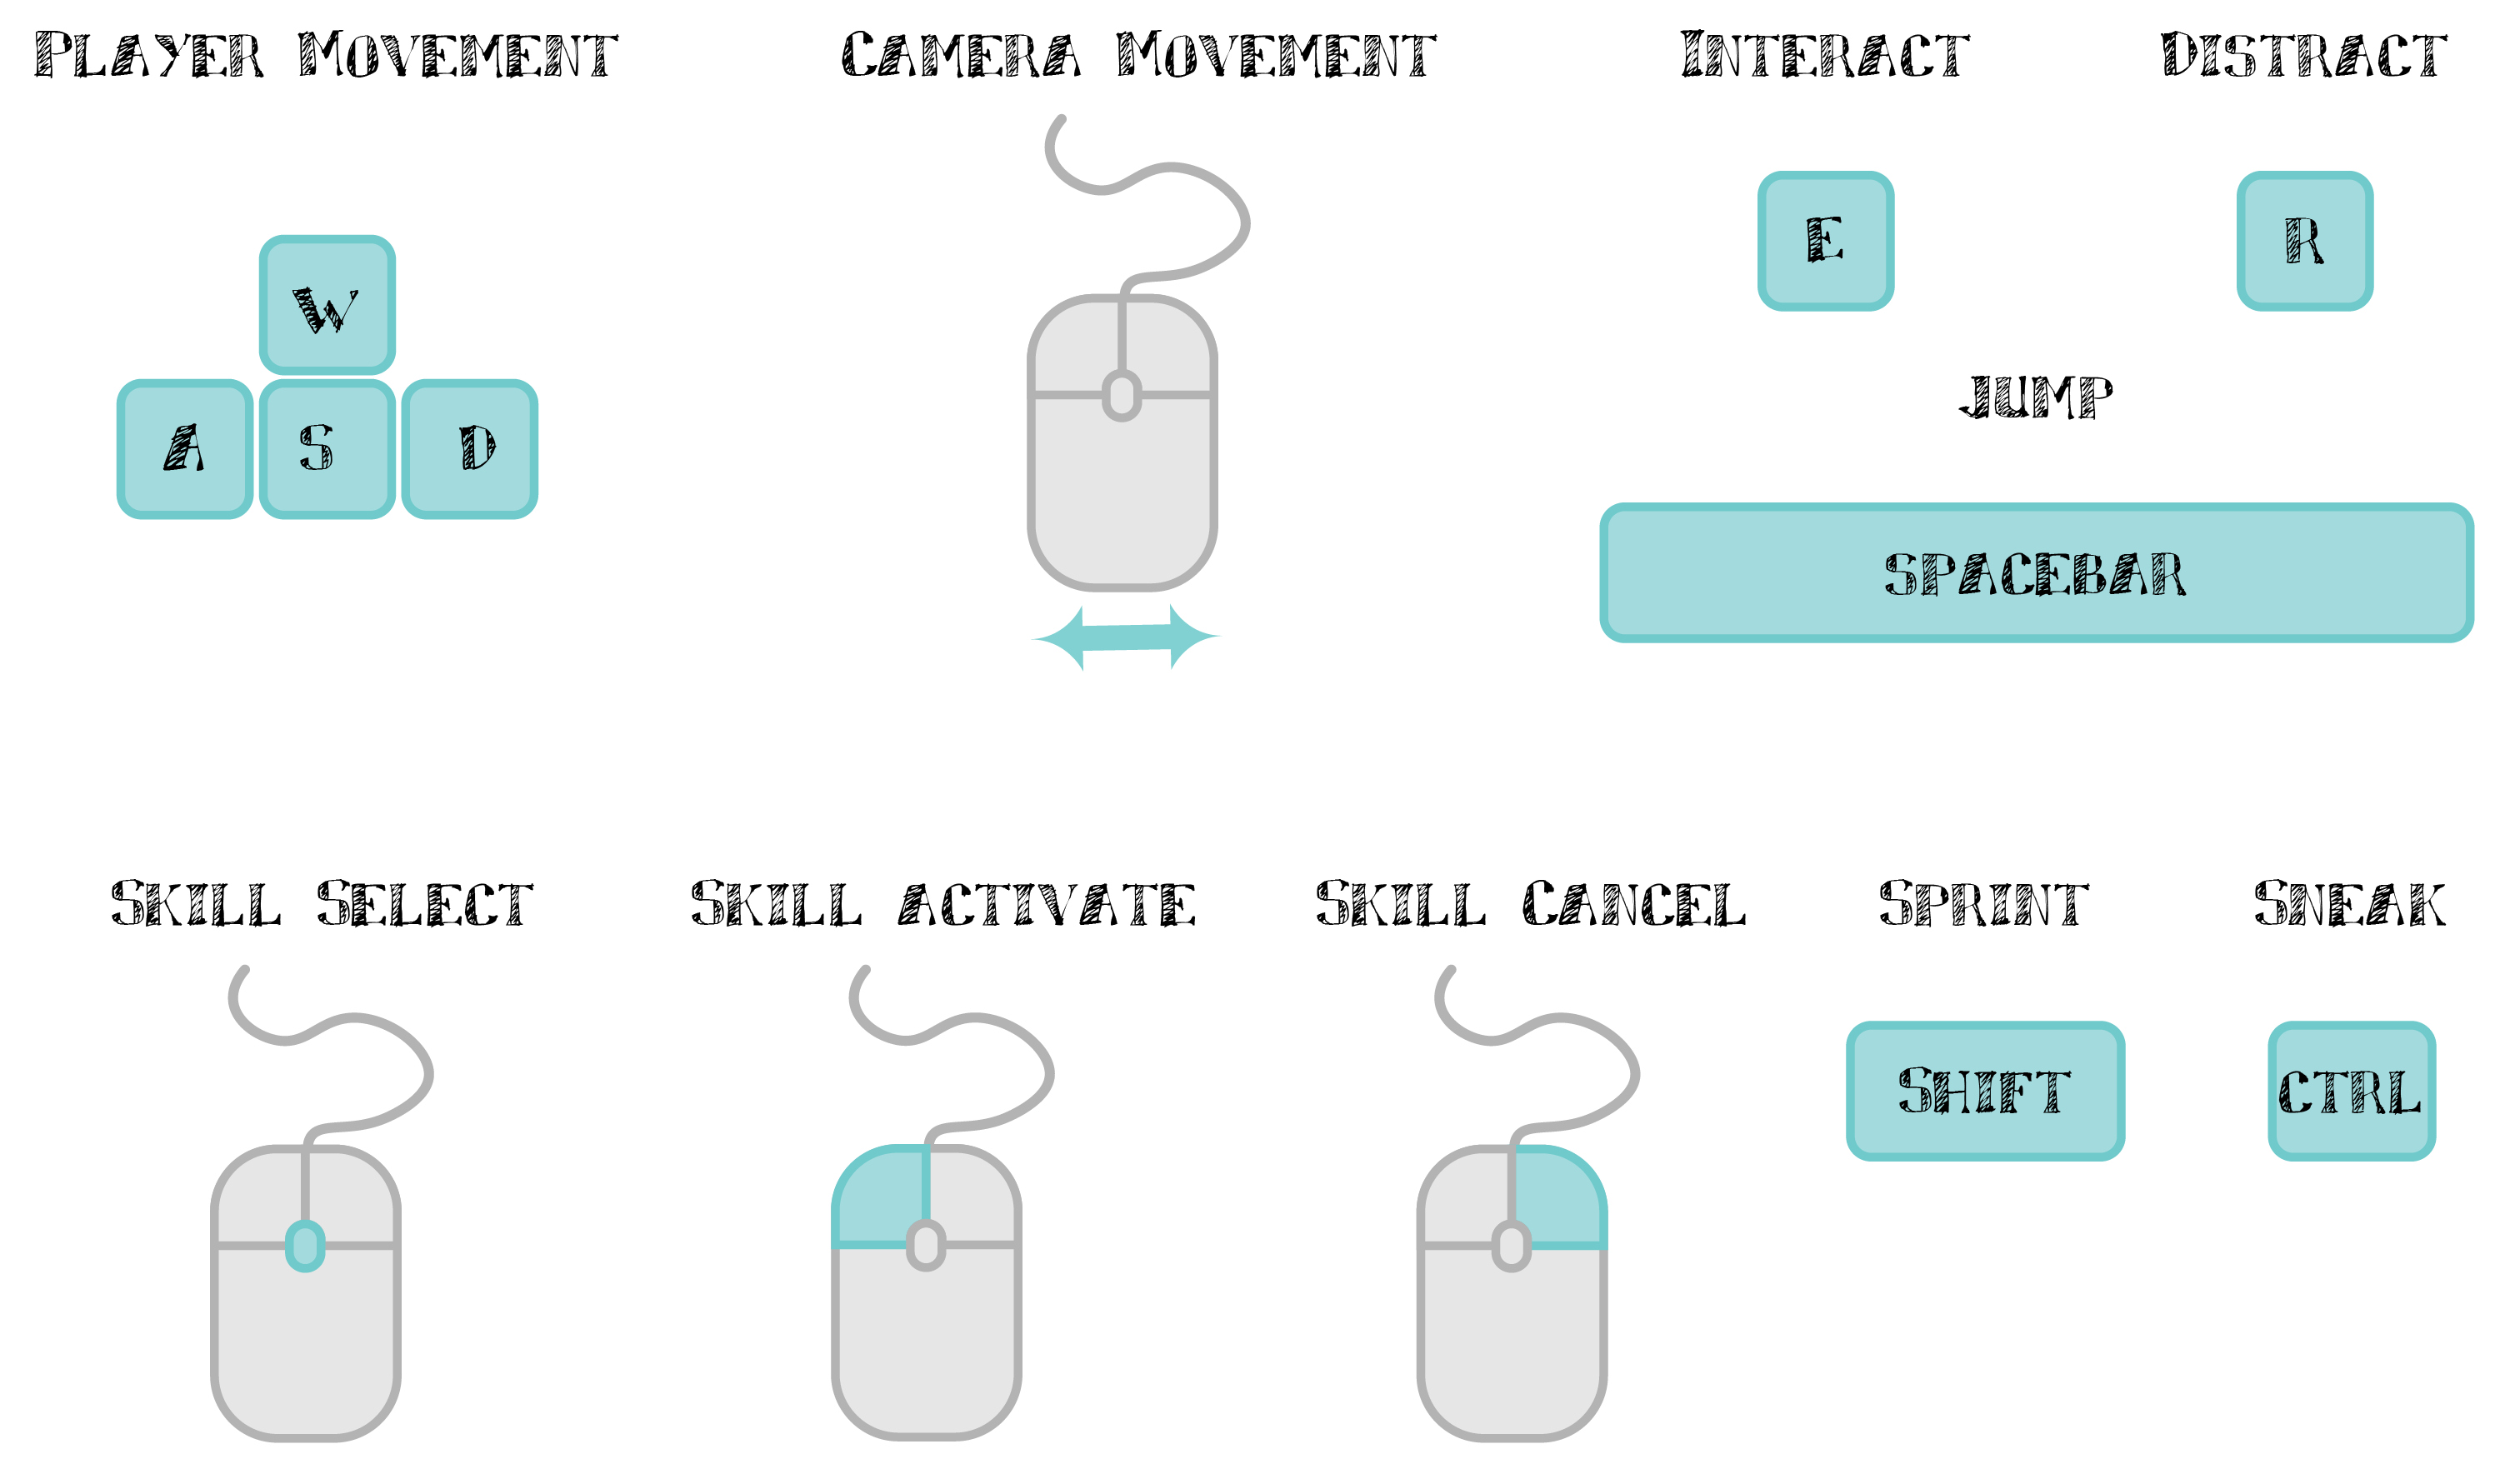 Player Movement
Camera Movement
Interact
Distract
W
A S D
E
R
Jump
Spacebar
Skill Select
Skill Activate
Skill Cancel
Sprint
Sneak
Shift
Ctrl